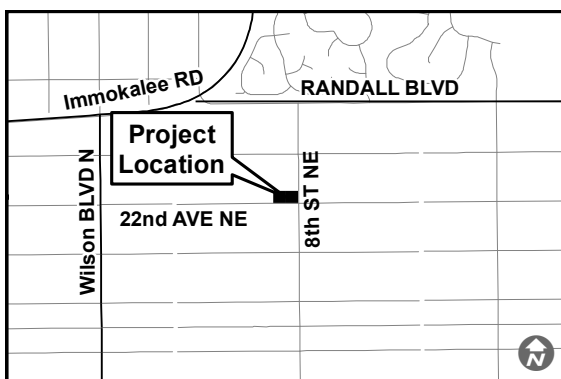 Immokalee RD
RANDALL BLVD
Project
Location
Wilson BLVD N
22nd AVE NE
8th ST NE
N